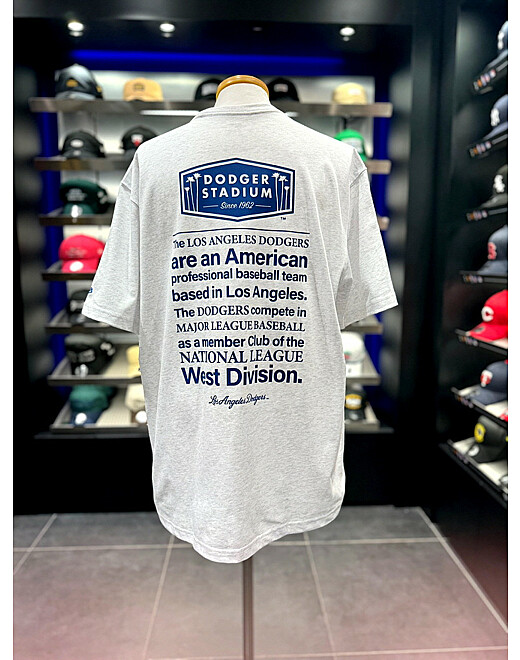 DODGER
STADIUM
Since 1962
TM
The LOS ANGELES DODGERS
are an American
professional baseball team
based in Los Angeles.
The DODGERS compete in
MAJOR LEAGUE BASEBALL
as a member Club of the
NATIONAL LEAGUE
West Division.
Los Angeles Dodgers